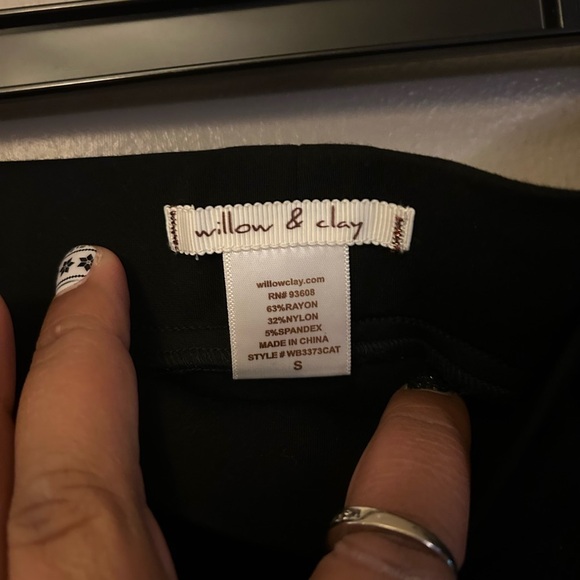 willow & clay
willowclay.com
RN# 93608
63%RAYON
32%NYLON
5%SPANDEX
MADE IN CHINA
STYLE # WB3373CAT
S